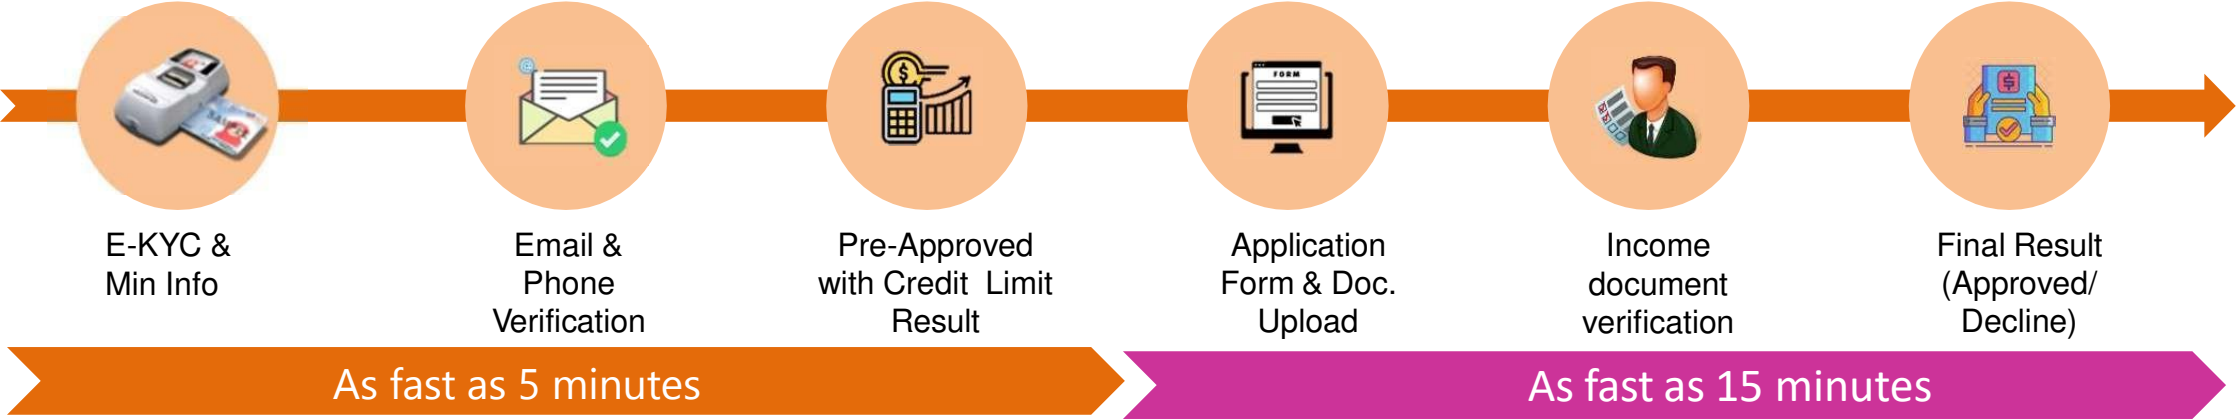 FORM
E-KYC &
Min Info
Email &
Phone
Verification
Pre-Approved
with Credit Limit
Result
Application
Form & Doc.
Upload
Income
document
verification
Final Result
(Approved/
Decline)
As fast as 5 minutes
As fast as 15 minutes